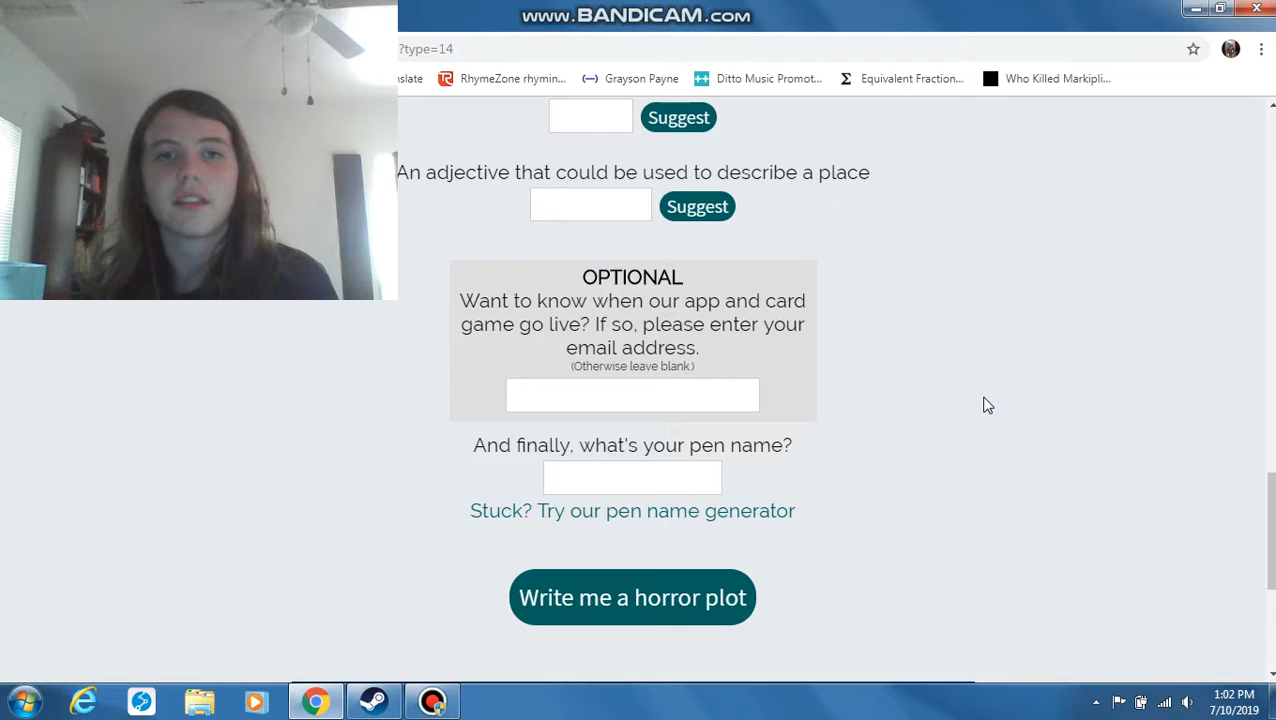 www.BANDICAM.com
?type=14
nslate
RhymeZone rhymin...
Grayson Payne
Ditto Music Promot...
Equivalent Fraction...
Who Killed Markipli...
Suggest
An adjective that could be used to describe a place
Suggest
OPTIONAL
Want to know when our app and card
game go live? If so, please enter your
email address.
(Otherwise leave blank.)
And finally, what's your pen name?
Stuck? Try our pen name generator
Write me a horror plot
1:02 PM
7/10/2019